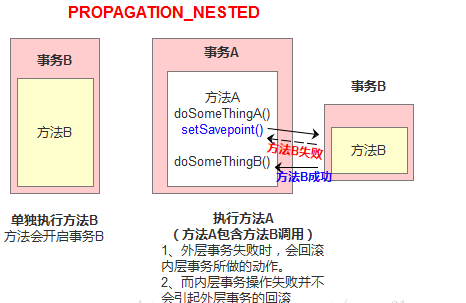 PROPAGATION_NESTED
事务B
方法B
单独执行方法B
方法会开启事务B
事务A
方法A
doSomeThingA()
setSavepoint()
doSomeThingB()
方法B失败
方法B成功
事务B
方法B
执行方法A
（方法A包含方法B调用）
1、外层事务失败时，会回滚
内层事务所做的动作。
2、而内层事务操作失败并不
会引起外层事务的回滚